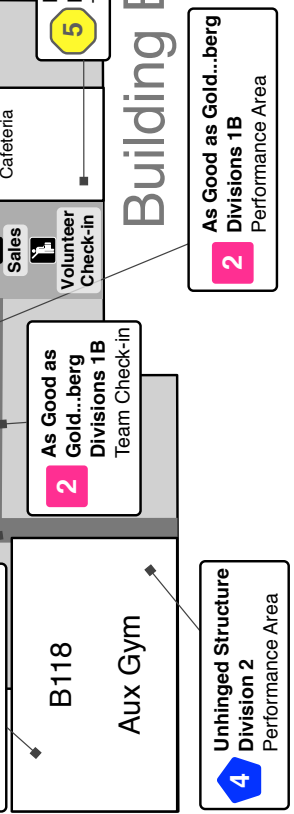 Cafeteria
5
Building
Sales
Volunteer
Check-in
2
As Good as Gold...berg
Divisions 1B
Performance Area
2
As Good as
Gold...berg
Divisions 1B
Team Check-in
B118
Aux Gym
4
Unhinged Structure
Division 2
Performance Area